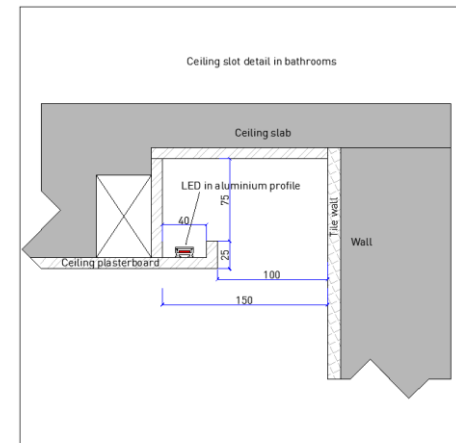 Ceiling slot detail in bathrooms
Ceiling slab
LED in aluminium profile
40
75
Tile wall
Wall
Ceiling plasterboard
25
100
150